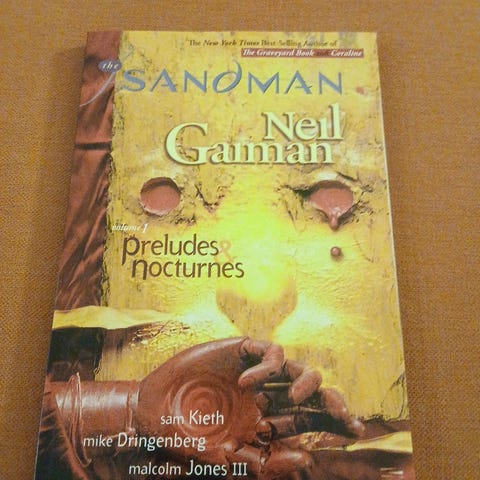 The New York Times Best-Selling Author of
The Graveyard Book and Coraline
the
SANDMAN
Neil
Gaiman
volume 1
preludes &
nocturnes
sam Kieth
mike Dringenberg
malcolm Jones III